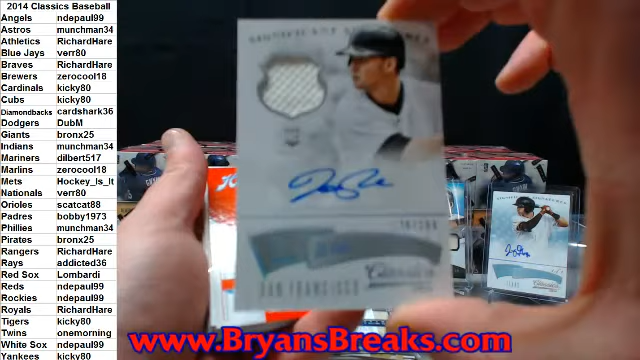 2014 Classics Baseball
Angels ndepaul99
Astros munchman34
Athletics RichardHare
Blue Jays verr80
Braves RichardHare
Brewers zerocool18
Cardinals kicky80
Cubs kicky80
Diamondbacks cardshark36
Dodgers DubM
Giants bronx25
Indians munchman34
Mariners dilbert517
Marlins zerocool18
Mets Hockey_Is_It
Nationals verr80
Orioles scatcat88
Padres bobby1973
Phillies munchman34
Pirates bronx25
Rangers RichardHare
Rays addicted36
Red Sox Lombardi
Reds ndepaul99
Rockies ndepaul99
Royals RichardHare
Tigers kicky80
Twins onemorning
White Sox ndepaul99
Yankees kicky80
SAN FRANCISCO
Classics
www.BryansBreaks.com